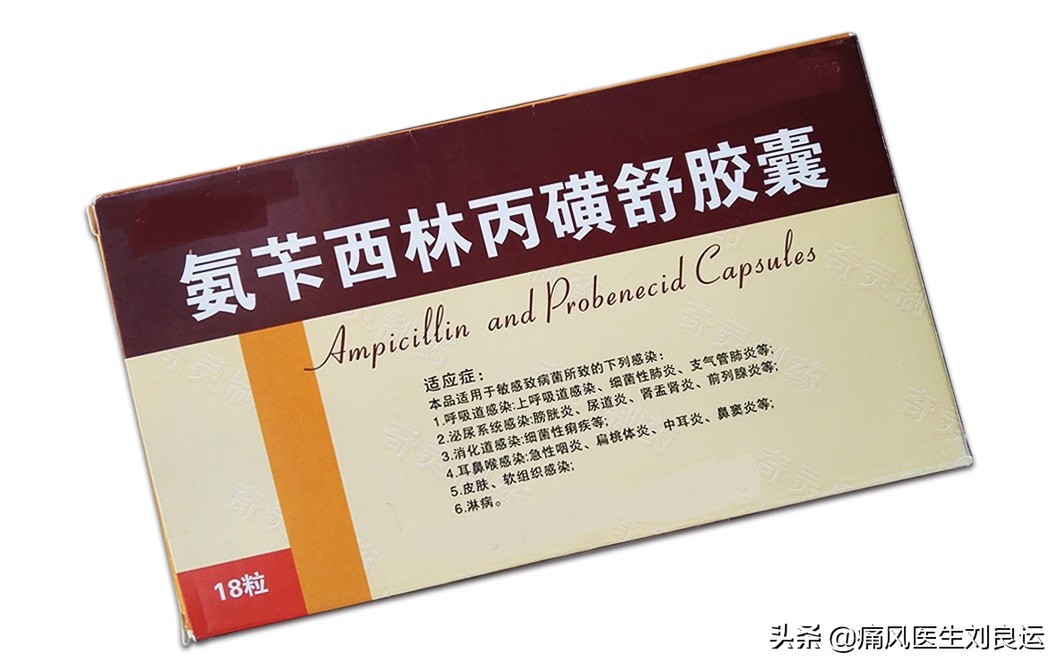 氨苄西林丙磺舒胶囊
Ampicillin and Probenecid Capsules
适应症：
本品适用于敏感致病菌所致的下列感染：
1.呼吸道感染:上呼吸道感染、细菌性肺炎、支气管肺炎等;
2.泌尿系统感染:膀胱炎、尿道炎、肾盂肾炎、前列腺炎等;
3.消化道感染:细菌性痢疾等;
4.耳鼻喉感染:急性咽炎、扁桃体炎、中耳炎、鼻窦炎等;
5.皮肤、软组织感染;
6.淋病。
18粒
头条 @痛风医生刘良运